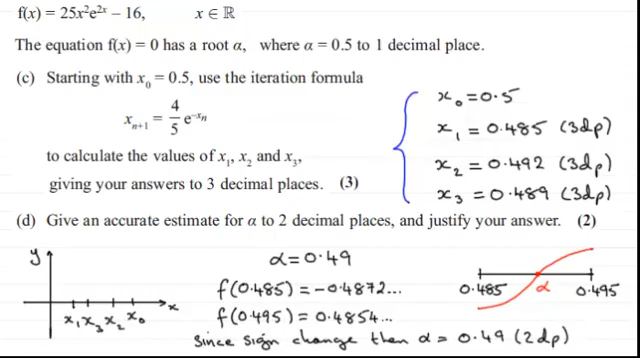 f(x) = 25x²e²ˣ – 16, x ∈ ℝ
The equation f(x) = 0 has a root α, where α = 0.5 to 1 decimal place.
(c) Starting with x₀ = 0.5, use the iteration formula
xₙ₊₁ = 4/5 e^(–xₙ)
to calculate the values of x₁, x₂ and x₃,
giving your answers to 3 decimal places. (3)
x₀ = 0.5
x₁ = 0.485 (3dp)
x₂ = 0.492 (3dp)
x₃ = 0.489 (3dp)
(d) Give an accurate estimate for α to 2 decimal places, and justify your answer. (2)
y
x
x₁ x₃ x₂ x₀
α = 0.49
f(0.485) = -0.4872...
f(0.495) = 0.4854...
0.485 α 0.495
Since sign change then α = 0.49 (2dp)